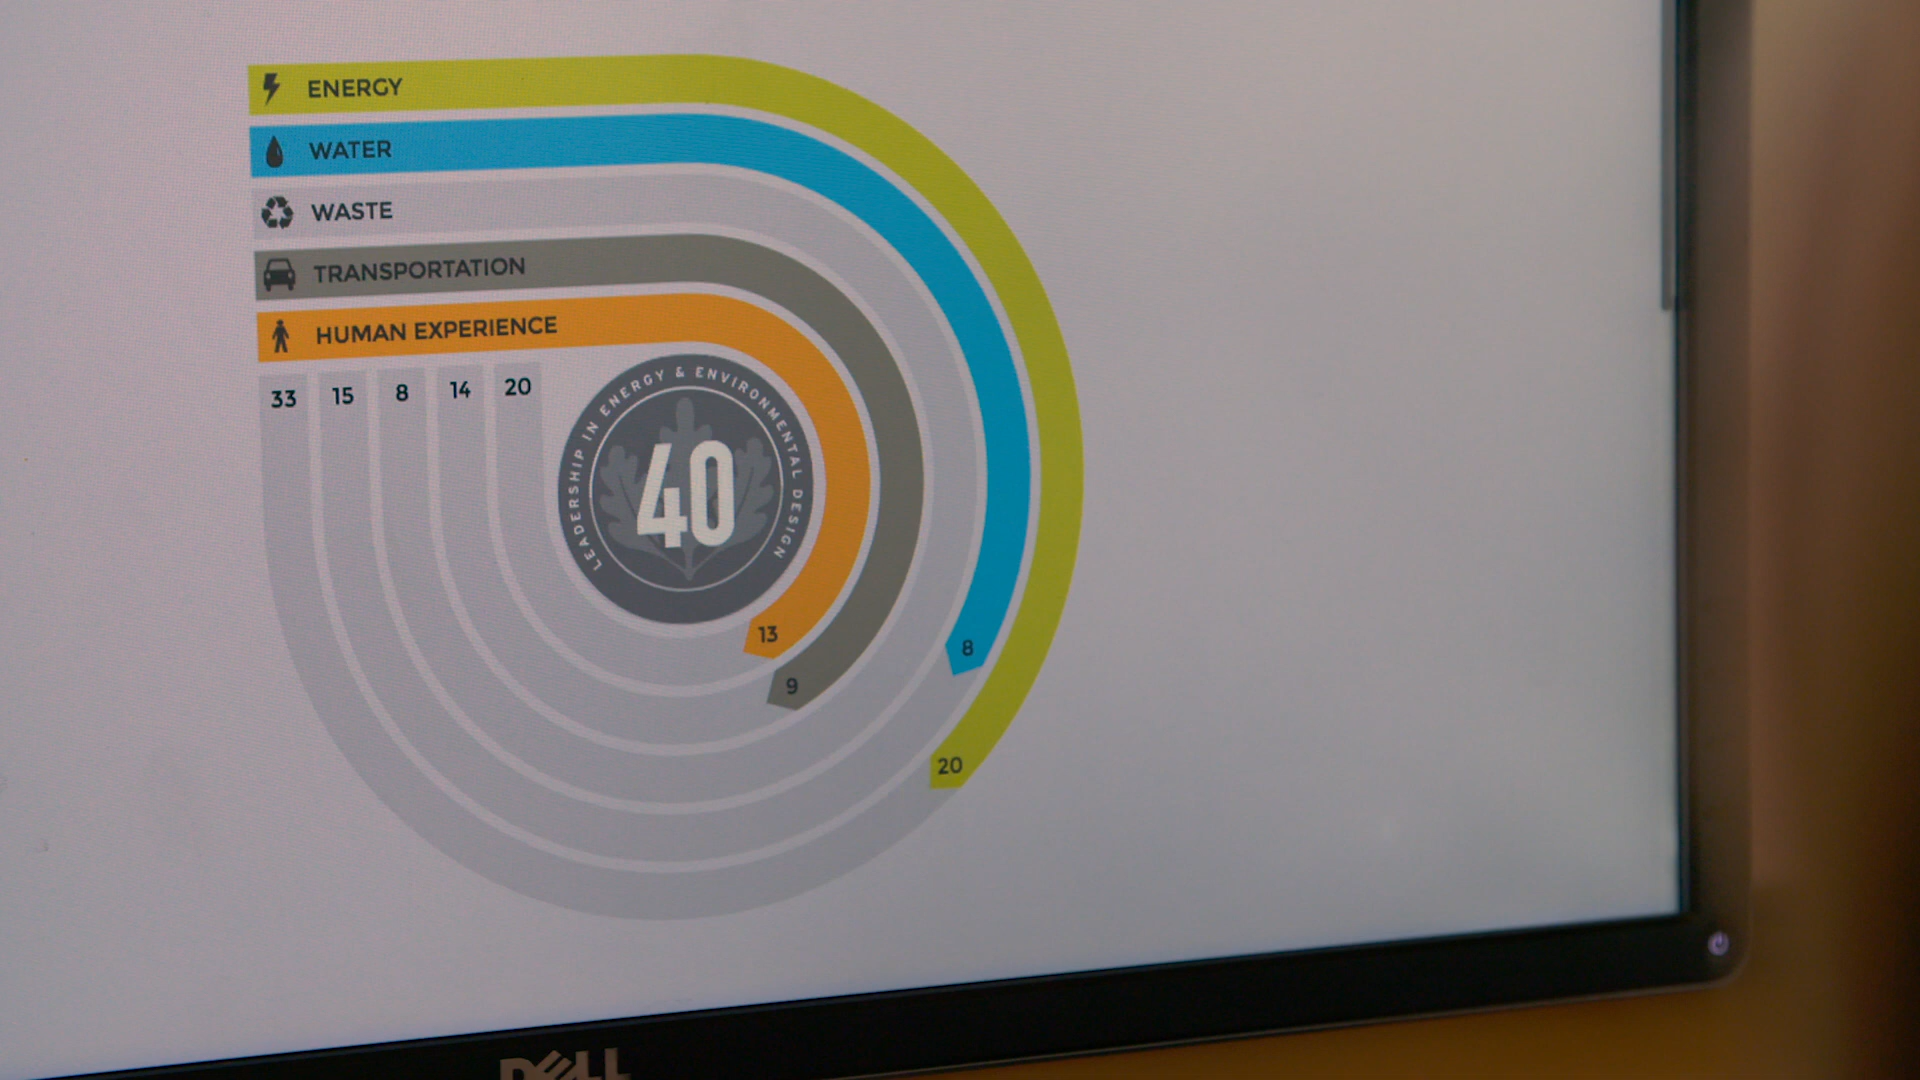 ENERGY
WATER
WASTE
TRANSPORTATION
HUMAN EXPERIENCE
33 15 8 14 20
LEADERSHIP IN ENERGY & ENVIRONMENTAL DESIGN
40
13
8
9
20
DELL